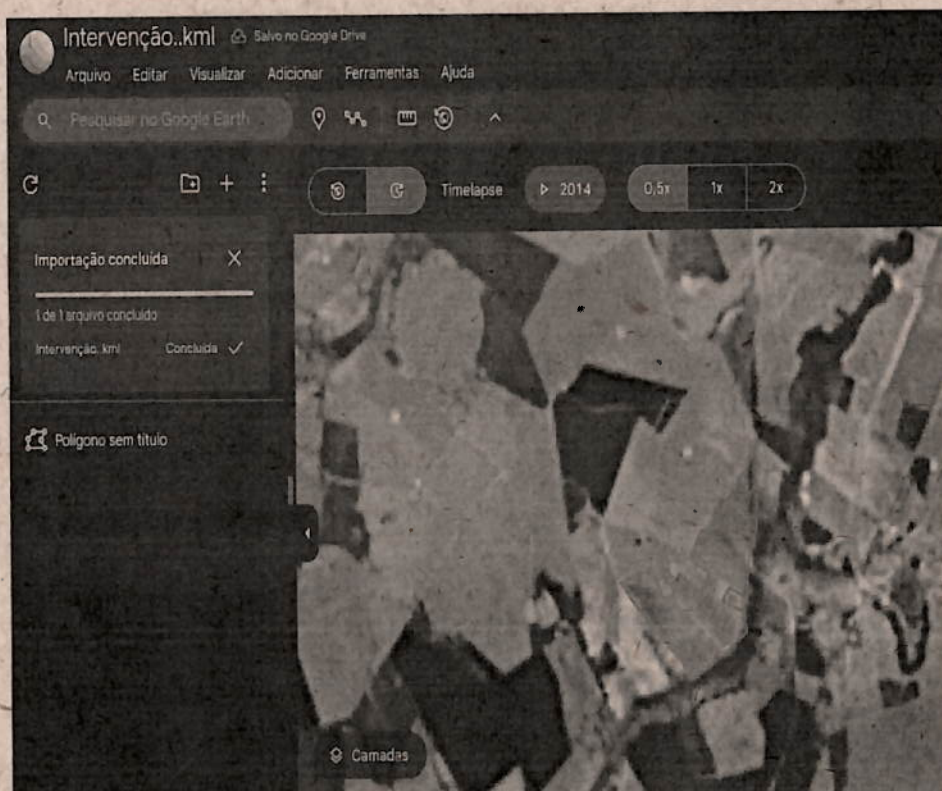 Intervenção..kml Salvo no Google Drive
Arquivo Editar Visualizar Adicionar Ferramentas Ajuda
Pesquisar no Google Earth
Timelapse 2014 0,5x 1x 2x
Importação concluída
1 de 1 arquivo concluído
Intervenção..kml Concluída
Polígono sem título
Camadas